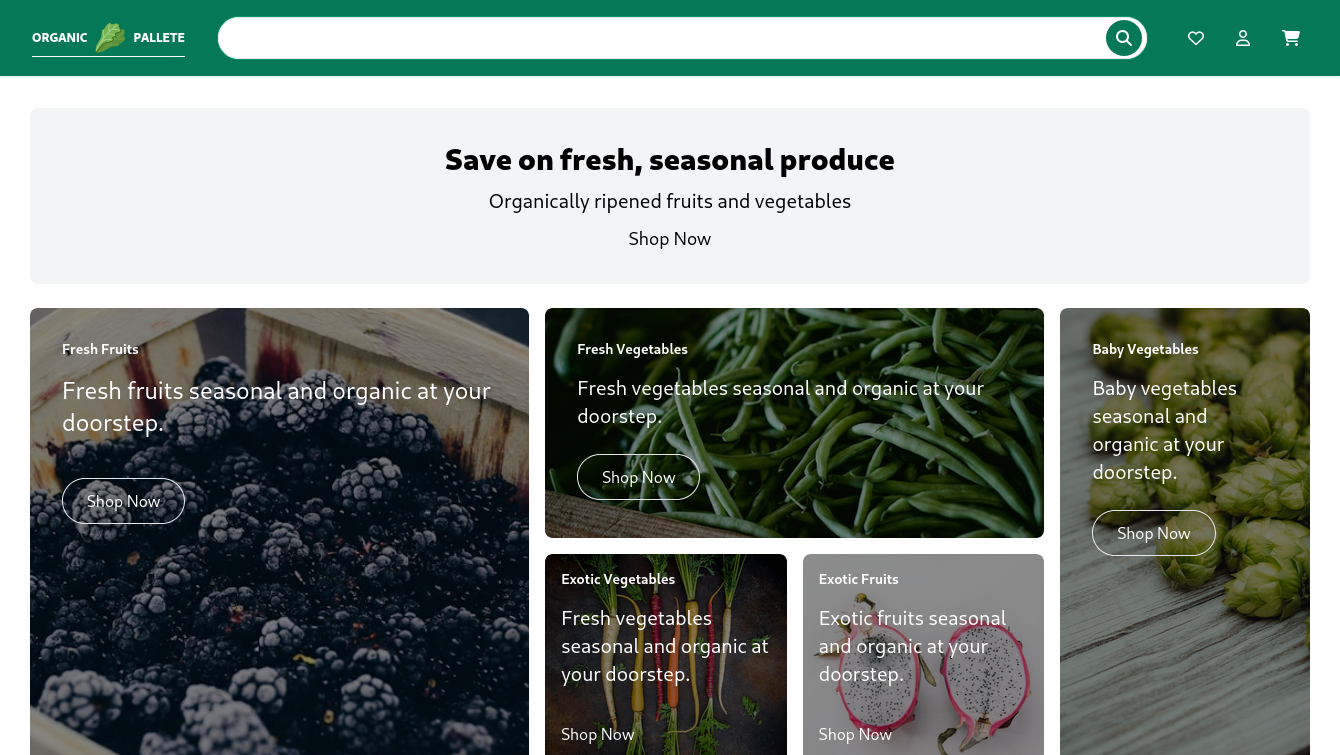 ORGANIC PALLETE
Save on fresh, seasonal produce
Organically ripened fruits and vegetables
Shop Now
Fresh Fruits
Fresh fruits seasonal and organic at your
doorstep.
Shop Now
Fresh Vegetables
Fresh vegetables seasonal and organic at your
doorstep.
Shop Now
Baby Vegetables
Baby vegetables
seasonal and
organic at your
doorstep.
Shop Now
Exotic Vegetables
Fresh vegetables
seasonal and organic at
your doorstep.
Shop Now
Exotic Fruits
Exotic fruits seasonal
and organic at your
doorstep.
Shop Now